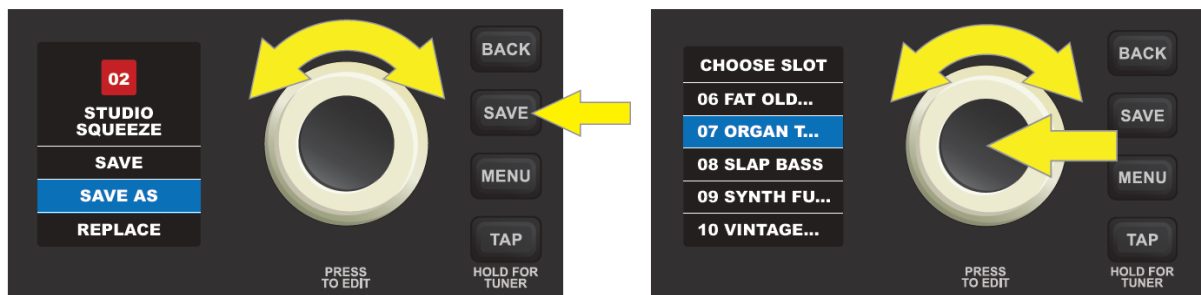 02
STUDIO
SQUEEZE
SAVE
SAVE AS
REPLACE
PRESS
TO EDIT
BACK
SAVE
MENU
TAP
HOLD FOR
TUNER
CHOOSE SLOT
06 FAT OLD...
07 ORGAN T...
08 SLAP BASS
09 SYNTH FU...
10 VINTAGE...
PRESS
TO EDIT
BACK
SAVE
MENU
TAP
HOLD FOR
TUNER